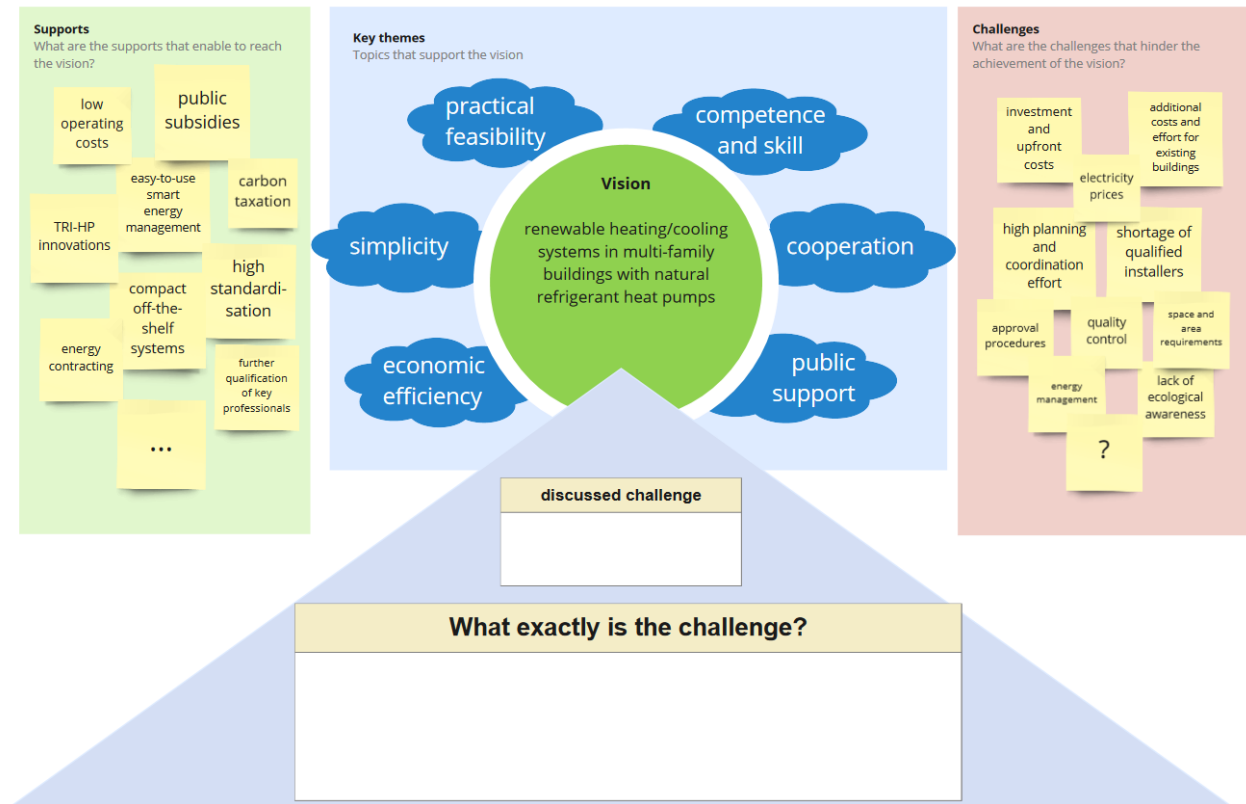 Supports
What are the supports that enable to reach
the vision?
low
operating
costs
public
subsidies
easy-to-use
smart
energy
management
carbon
taxation
TRI-HP
innovations
high
standardi-
sation
compact
off-the-
shelf
systems
energy
contracting
further
qualification
of key
professionals
...
Key themes
Topics that support the vision
practical
feasibility
competence
and skill
simplicity
cooperation
economic
efficiency
public
support
Vision
renewable heating/cooling
systems in multi-family
buildings with natural
refrigerant heat pumps
Challenges
What are the challenges that hinder the
achievement of the vision?
investment
and
upfront
costs
additional
costs and
effort for
existing
buildings
electricity
prices
high planning
and
coordination
effort
shortage of
qualified
installers
approval
procedures
quality
control
space and
area
requirements
energy
management
lack of
ecological
awareness
?
discussed challenge
What exactly is the challenge?